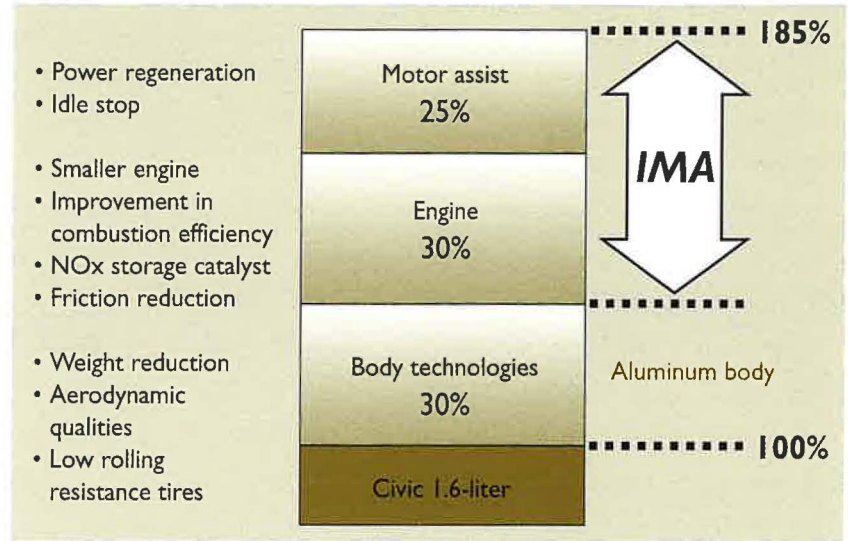 185%
• Power regeneration
• Idle stop
Motor assist
25%
IMA
• Smaller engine
• Improvement in
combustion efficiency
• NOx storage catalyst
• Friction reduction
Engine
30%
• Weight reduction
• Aerodynamic
qualities
• Low rolling
resistance tires
Body technologies
30%
Aluminum body
100%
Civic 1.6-liter